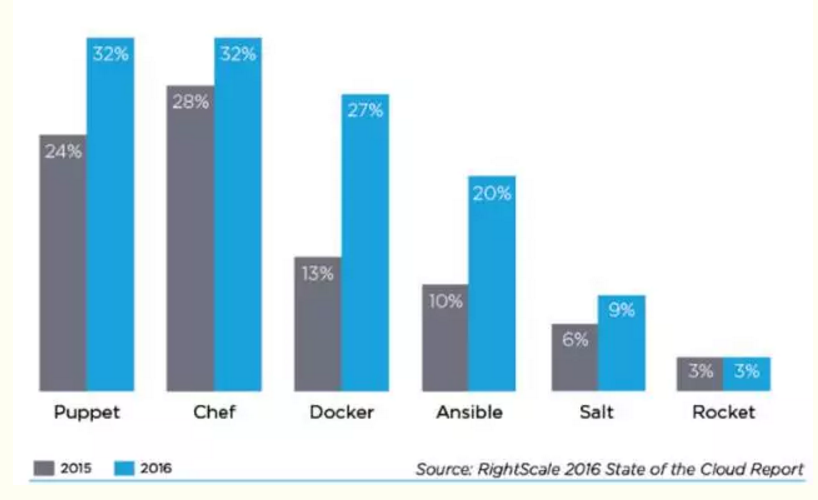 32%
32%
28%
27%
24%
20%
13%
10%
9%
6%
3%
3%
Puppet
Chef
Docker
Ansible
Salt
Rocket
2015
2016
Source: RightScale 2016 State of the Cloud Report